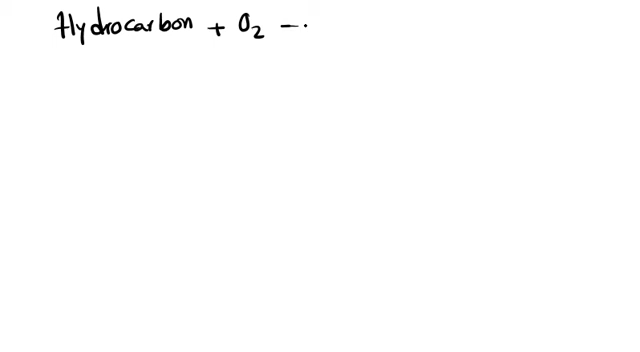 Hydrocarbon + O2 —